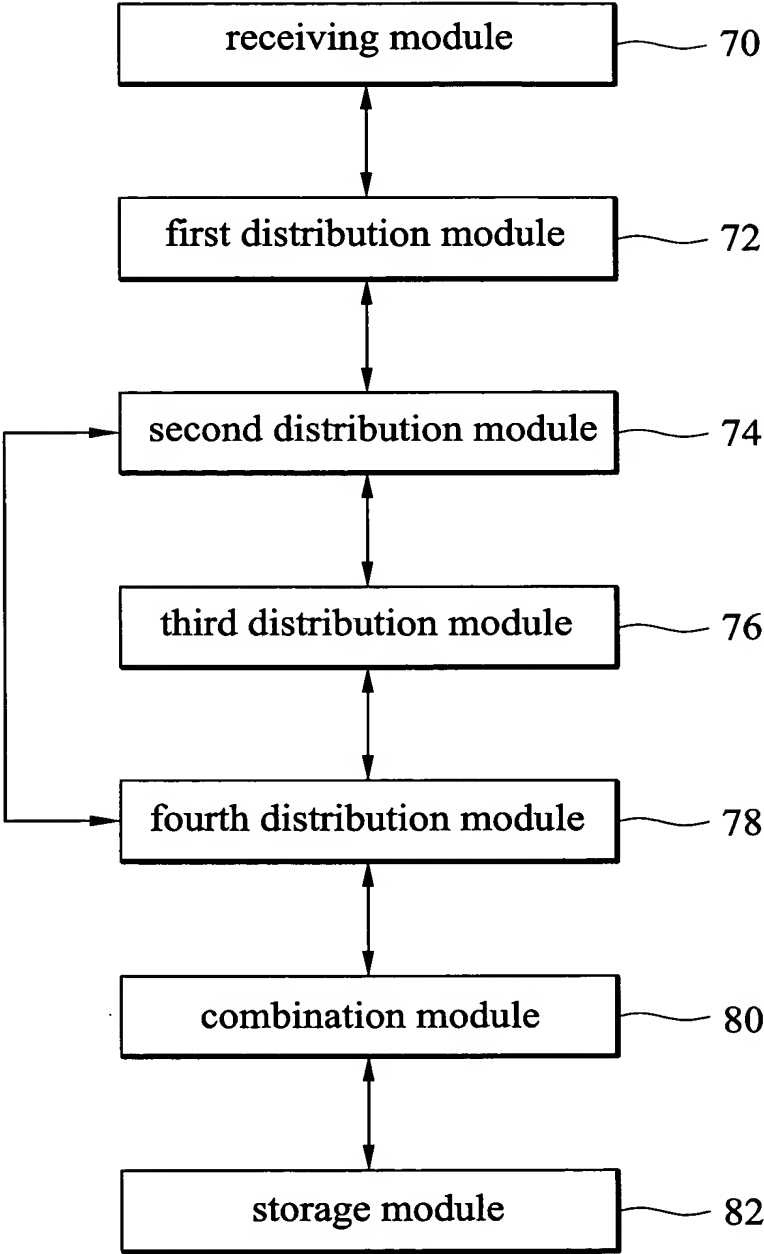 receiving module 70
first distribution module 72
second distribution module 74
third distribution module 76
fourth distribution module 78
combination module 80
storage module 82